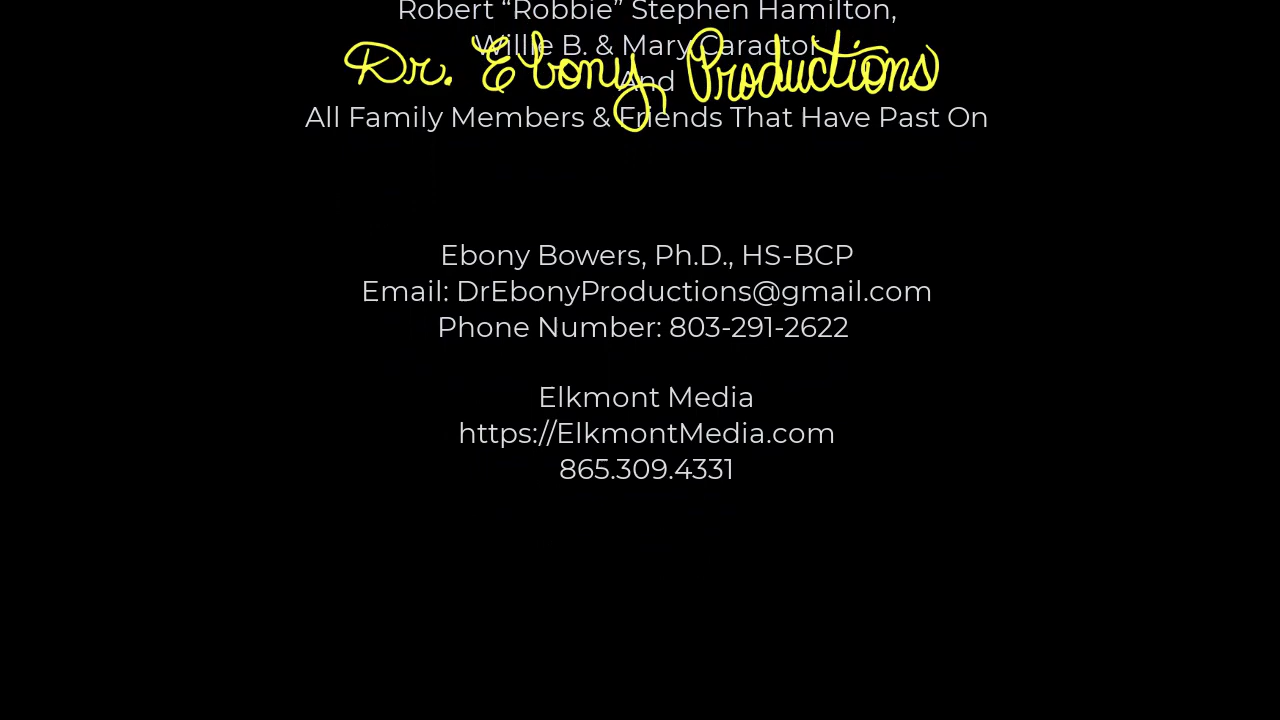 Robert “Robbie” Stephen Hamilton,
Willie B. & Mary Caractor
Dr. Ebony Productions
And
All Family Members & Friends That Have Past On
Ebony Bowers, Ph.D., HS-BCP
Email: DrEbonyProductions@gmail.com
Phone Number: 803-291-2622
Elkmont Media
https://ElkmontMedia.com
865.309.4331